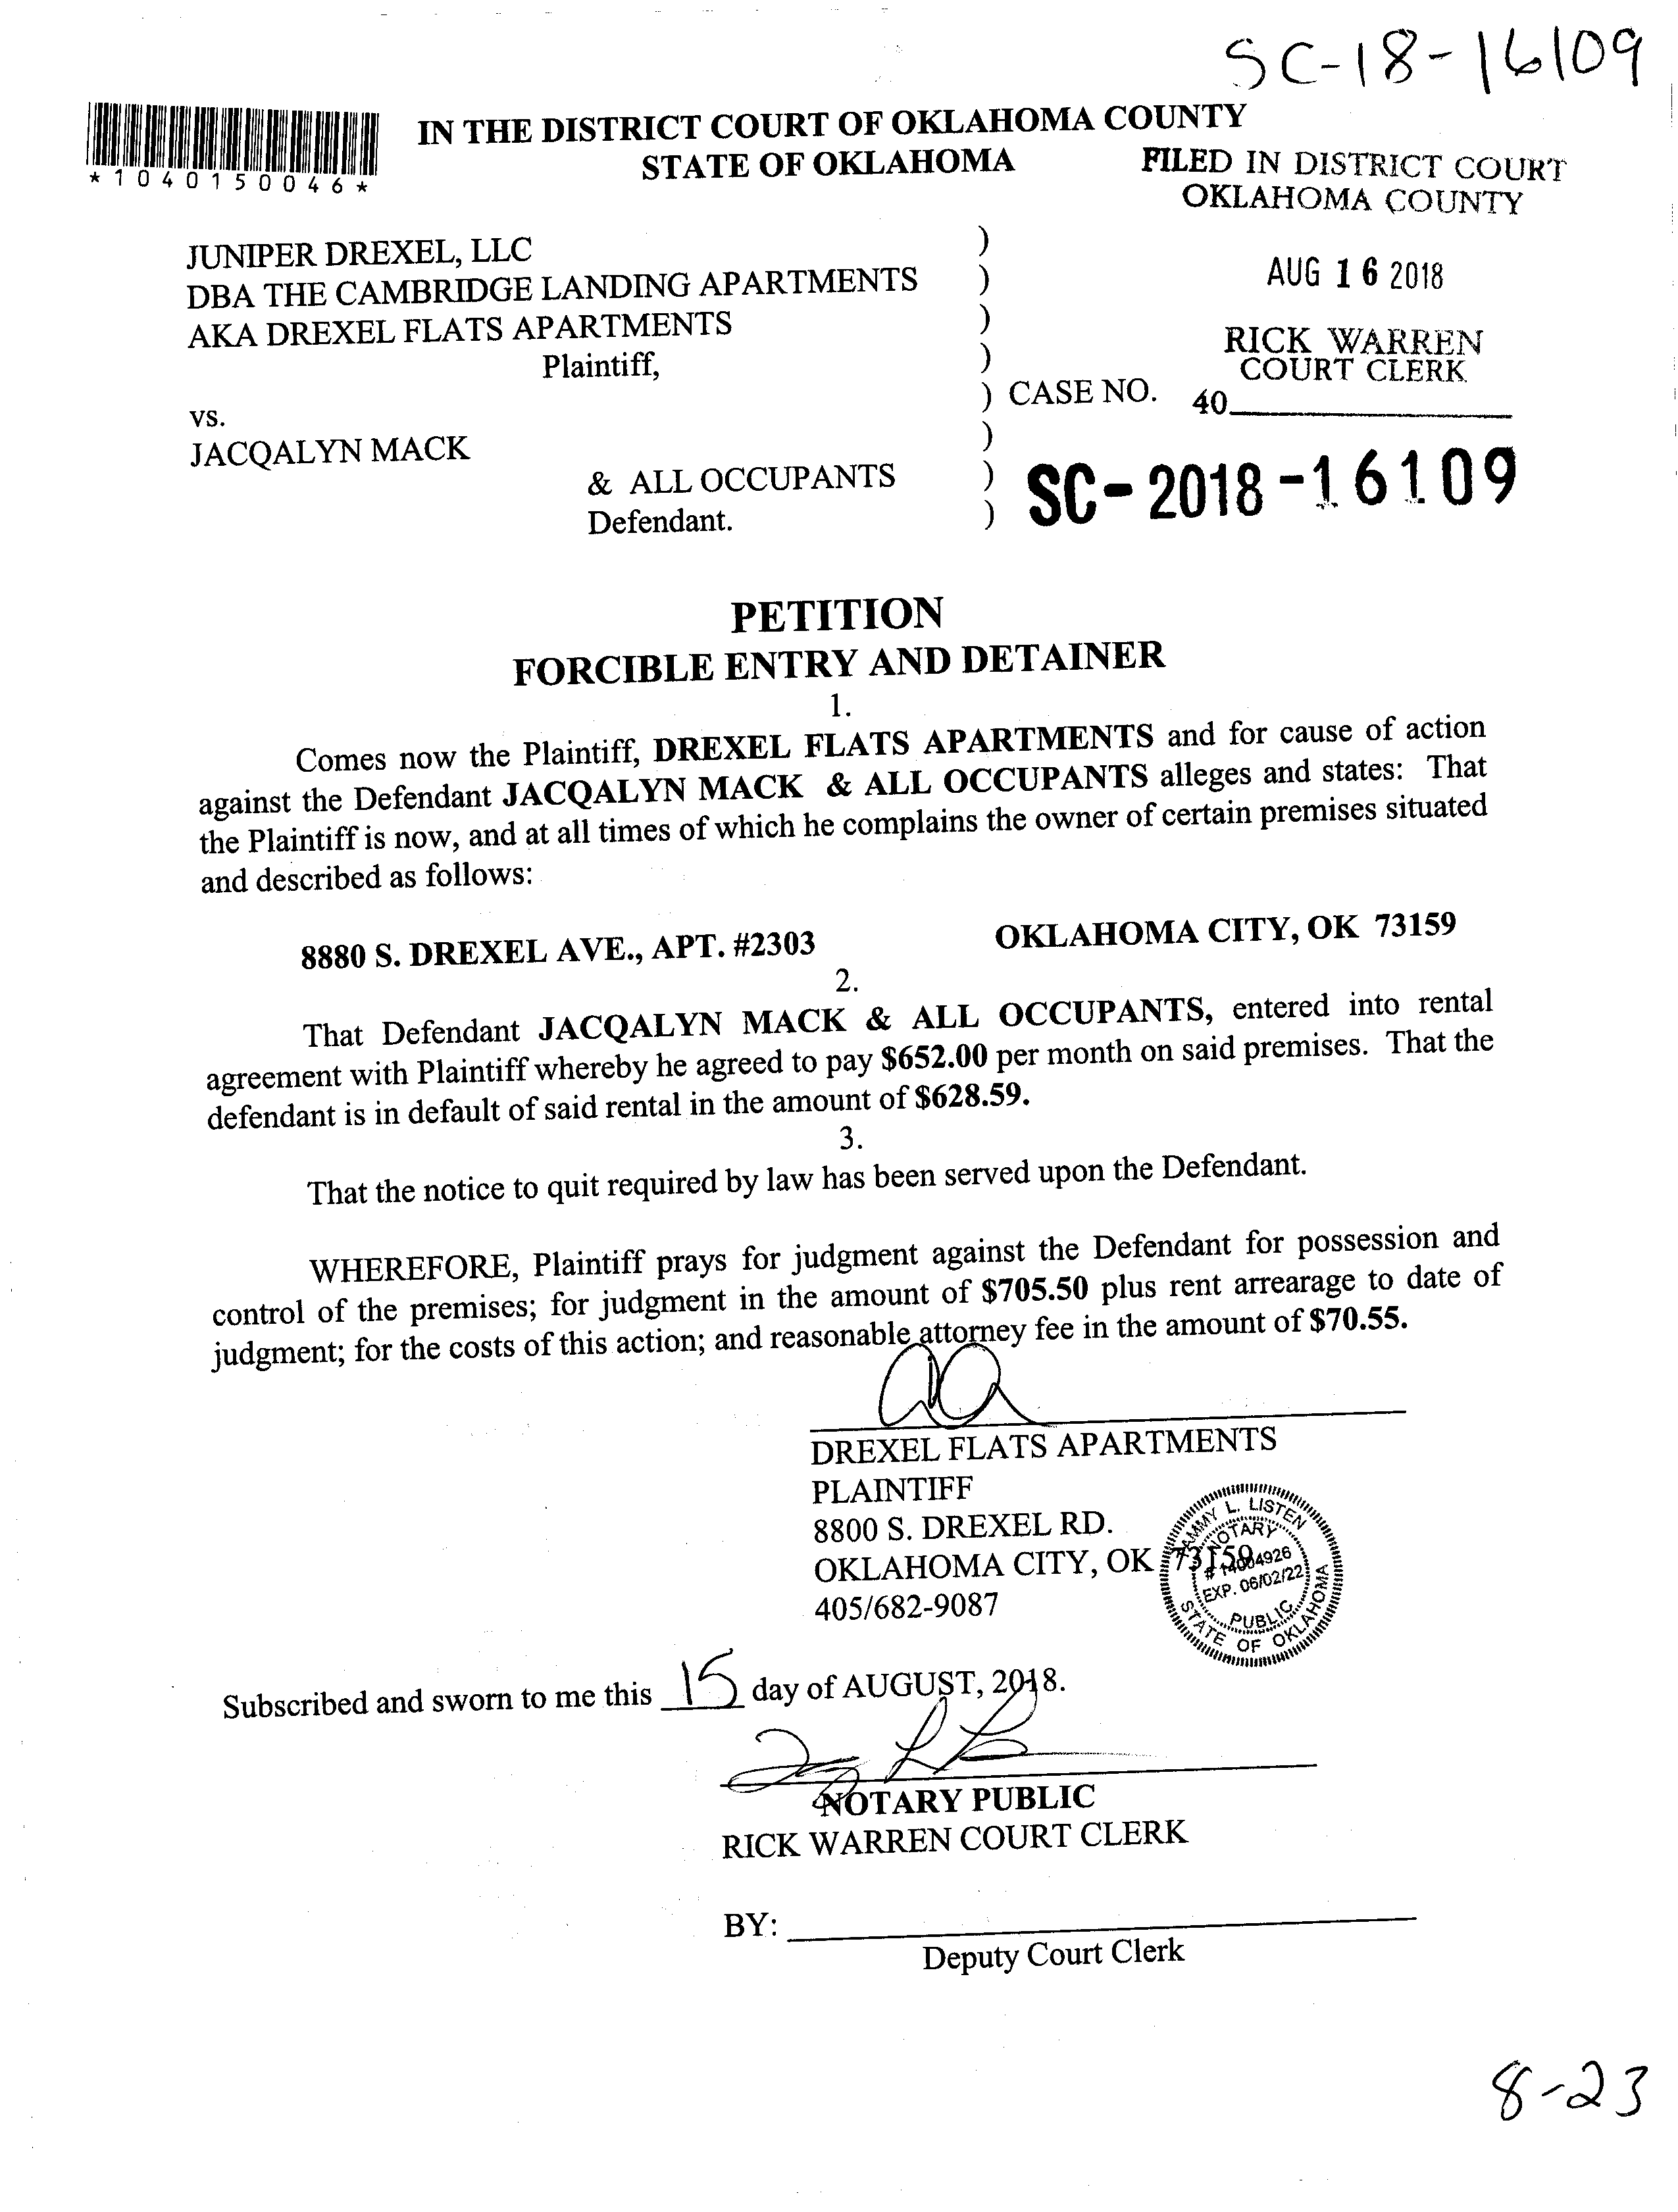 SC-18-16109
IN THE DISTRICT COURT OF OKLAHOMA COUNTY
STATE OF OKLAHOMA
*1040150046*
FILED IN DISTRICT COURT
OKLAHOMA COUNTY
JUNIPER DREXEL, LLC )
DBA THE CAMBRIDGE LANDING APARTMENTS )
AUG 16 2018
AKA DREXEL FLATS APARTMENTS )
Plaintiff, )
RICK WARREN
COURT CLERK
) CASE NO. 40
vs.
JACQALYN MACK )
& ALL OCCUPANTS )
Defendant. )
SC-2018-16109
PETITION
FORCIBLE ENTRY AND DETAINER
1.
Comes now the Plaintiff, DREXEL FLATS APARTMENTS and for cause of action
against the Defendant JACQALYN MACK & ALL OCCUPANTS alleges and states: That
the Plaintiff is now, and at all times of which he complains the owner of certain premises situated
and described as follows:
8880 S. DREXEL AVE., APT. #2303 OKLAHOMA CITY, OK 73159
2.
That Defendant JACQALYN MACK & ALL OCCUPANTS, entered into rental
agreement with Plaintiff whereby he agreed to pay $652.00 per month on said premises. That the
defendant is in default of said rental in the amount of $628.59.
3.
That the notice to quit required by law has been served upon the Defendant.
WHEREFORE, Plaintiff prays for judgment against the Defendant for possession and
control of the premises; for judgment in the amount of $705.50 plus rent arrearage to date of
judgment; for the costs of this action; and reasonable attorney fee in the amount of $70.55.
DREXEL FLATS APARTMENTS
PLAINTIFF
8800 S. DREXEL RD.
OKLAHOMA CITY, OK 73159
405/682-9087
TAMMY L. LISTEN
NOTARY
# 14004926
EXP. 06/02/22
PUBLIC
STATE OF OKLAHOMA
Subscribed and sworn to me this 15 day of AUGUST, 2018.
NOTARY PUBLIC
RICK WARREN COURT CLERK
BY:
Deputy Court Clerk
8-23